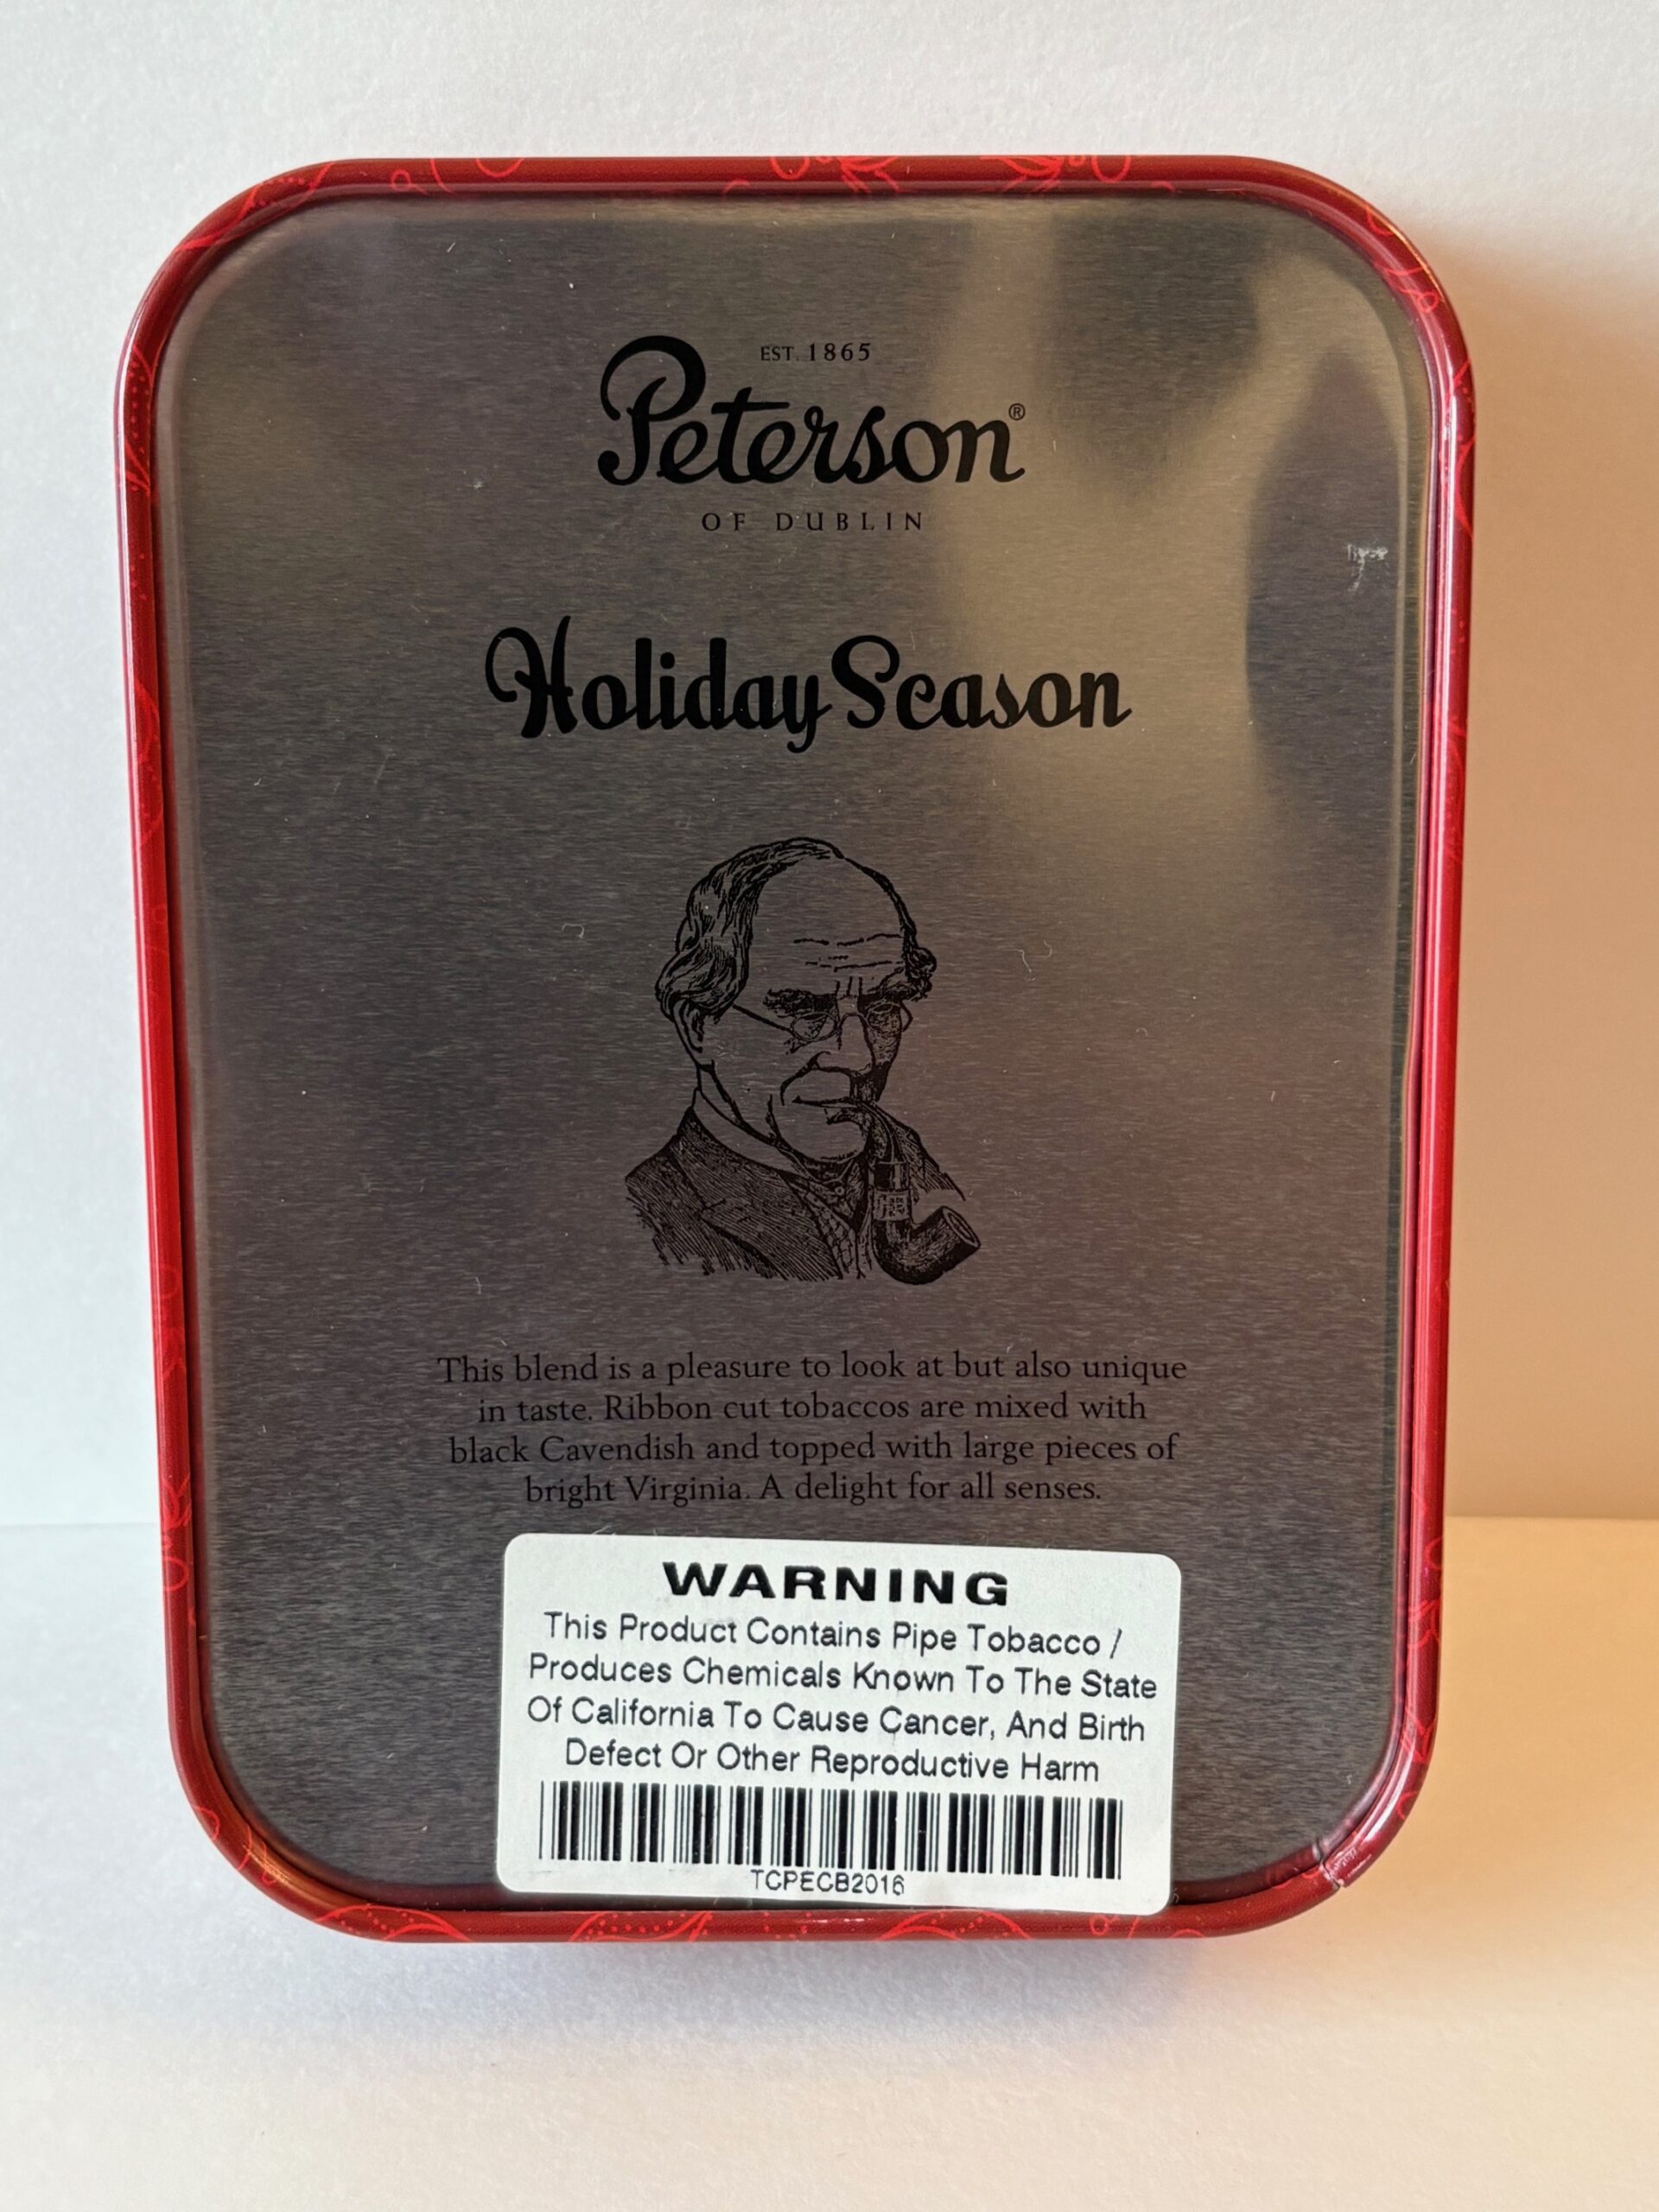 EST. 1865
Peterson®
OF DUBLIN
Holiday Season
This blend is a pleasure to look at but also unique
in taste. Ribbon cut tobaccos are mixed with
black Cavendish and topped with large pieces of
bright Virginia. A delight for all senses.
WARNING
This Product Contains Pipe Tobacco /
Produces Chemicals Known To The State
Of California To Cause Cancer, And Birth
Defect Or Other Reproductive Harm
TCPECB2016